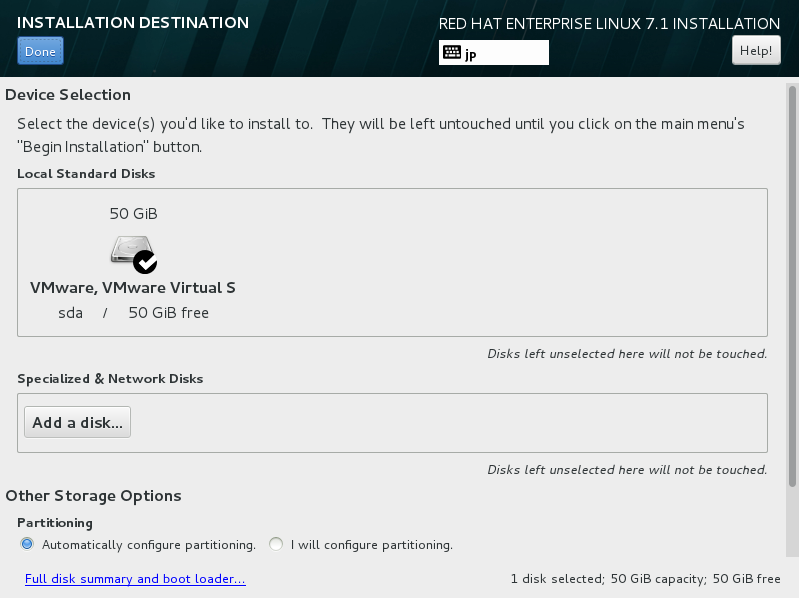 INSTALLATION DESTINATION
RED HAT ENTERPRISE LINUX 7.1 INSTALLATION
Done
jp
Help!
Device Selection
Select the device(s) you'd like to install to.  They will be left untouched until you click on the main menu's
"Begin Installation" button.
Local Standard Disks
50 GiB
VMware, VMware Virtual S
sda / 50 GiB free
Disks left unselected here will not be touched.
Specialized & Network Disks
Add a disk...
Disks left unselected here will not be touched.
Other Storage Options
Partitioning
Automatically configure partitioning. I will configure partitioning.
Full disk summary and boot loader... 1 disk selected; 50 GiB capacity; 50 GiB free